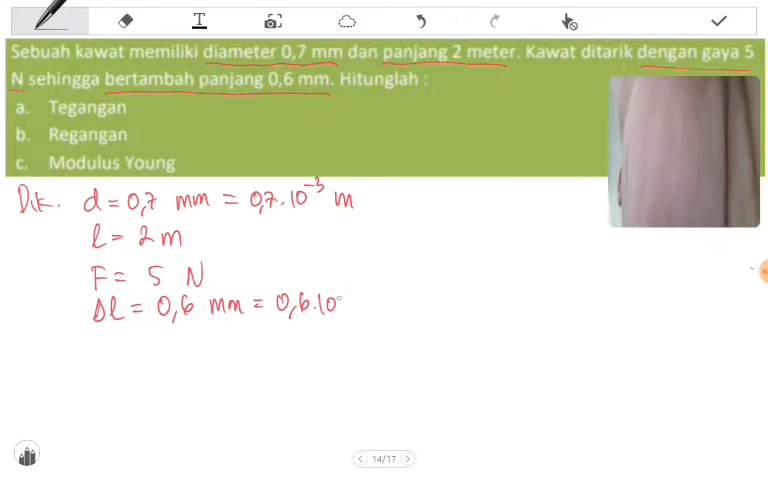 Sebuah kawat memiliki diameter 0,7 mm dan panjang 2 meter. Kawat ditarik dengan gaya 5
N sehingga bertambah panjang 0,6 mm. Hitunglah :
a. Tegangan
b. Regangan
c. Modulus Young
Dik. d = 0,7 mm = 0,7.10⁻³ m
l = 2 m
F = 5 N
Δl = 0,6 mm = 0,6.10
14/17